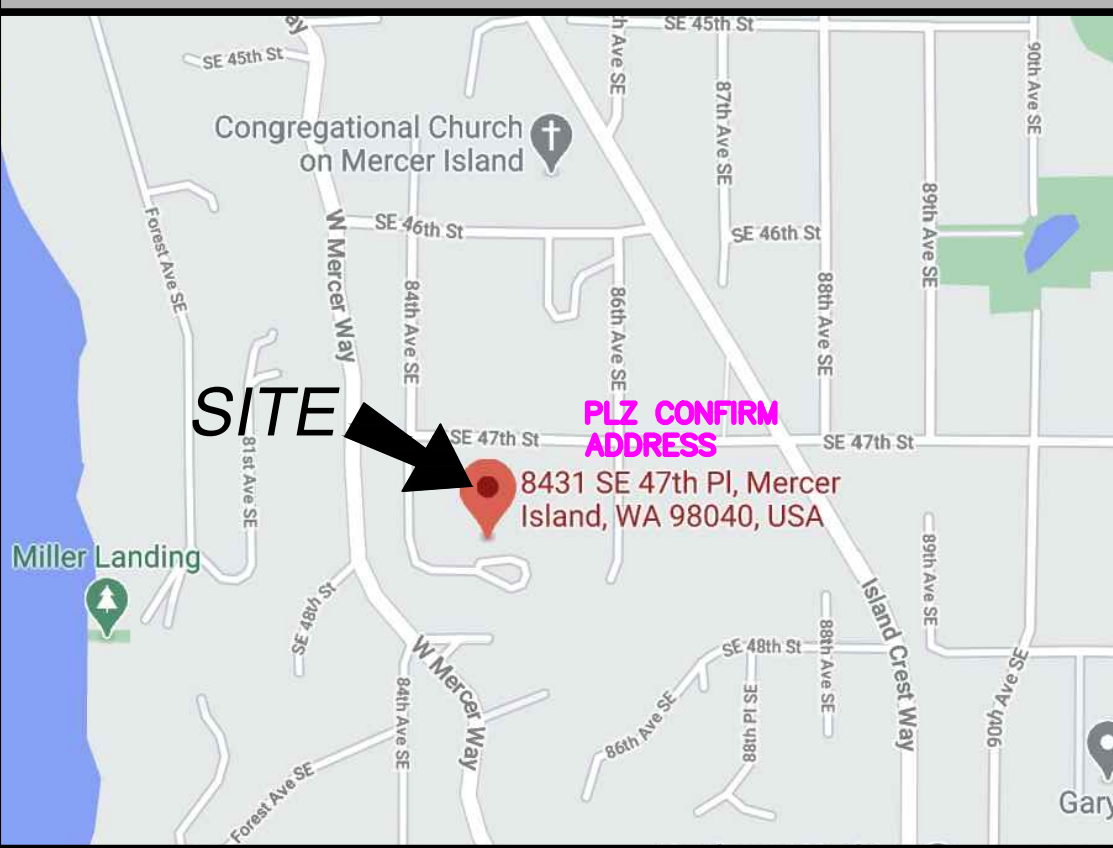 ay
SE 45th St
h Ave SE
SE 45th St
90th Ave SE
87th Ave SE
Congregational Church
on Mercer Island
Forest Ave SE
W Mercer Way
SE 46th St
SE 46th St
89th Ave SE
84th Ave SE
86th Ave SE
88th Ave SE
SITE
PLZ CONFIRM
ADDRESS
SE 47th St
SE 47th St
81st Ave SE
8431 SE 47th Pl, Mercer
Island, WA 98040, USA
Miller Landing
89th Ave SE
SE 48th St
Island Crest Way
SE 48th St
88th Ave SE
W Mercer Way
84th Ave SE
86th Ave SE
88th Pl SE
90th Ave SE
Forest Ave SE
Gary